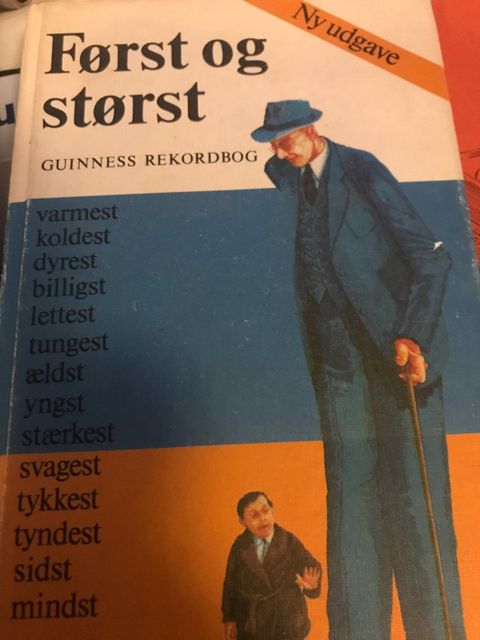 Ny udgave
Først og
størst
GUINNESS REKORDBOG
varmest
koldest
dyrest
billigst
lettest
tungest
ældst
yngst
stærkest
svagest
tykkest
tyndest
sidst
mindst